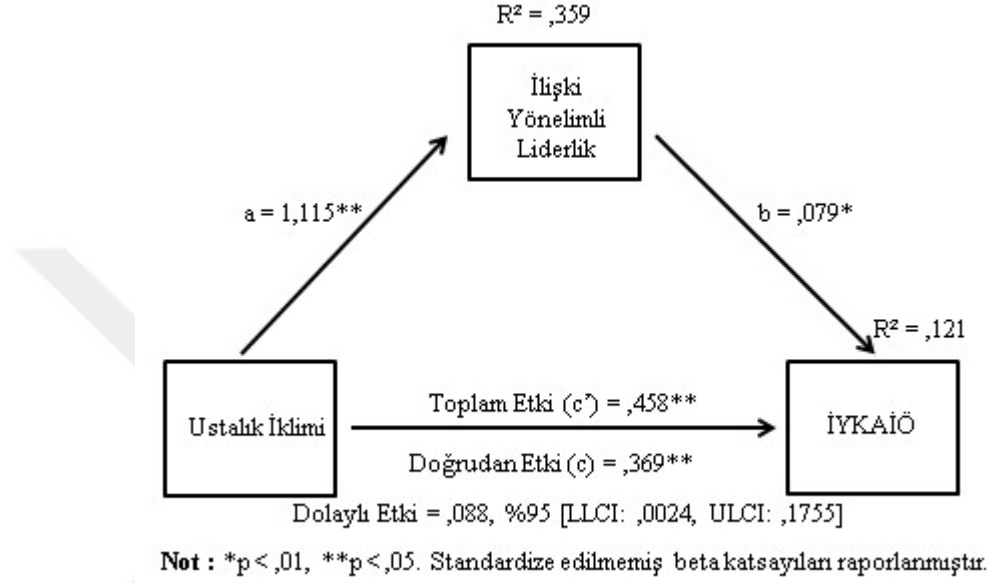 R² = ,359
İlişki
Yönelimli
Liderlik
a = 1,115**
b = ,079*
R² = ,121
Ustalık İklimi
Toplam Etki (c’) = ,458**
Doğrudan Etki (c) = ,369**
İYKAİÖ
Dolaylı Etki = ,088, %95 [LLCI: ,0024, ULCI: ,1755]
Not : *p< ,01, **p< ,05. Standardize edilmemiş beta katsayıları raporlanmıştır.